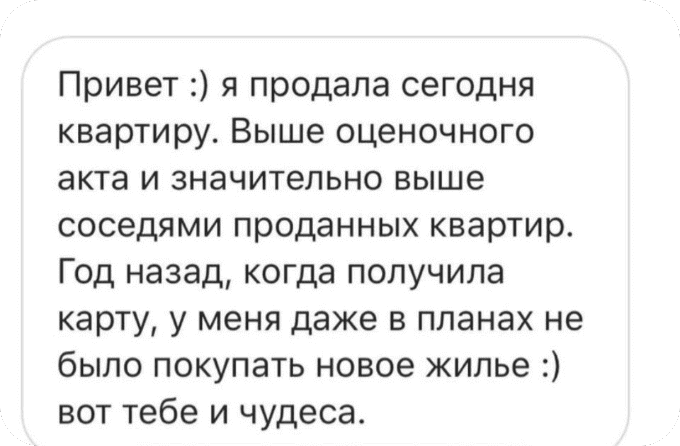 Привет :) я продала сегодня
квартиру. Выше оценочного
акта и значительно выше
соседями проданных квартир.
Год назад, когда получила
карту, у меня даже в планах не
было покупать новое жилье :)
вот тебе и чудеса.